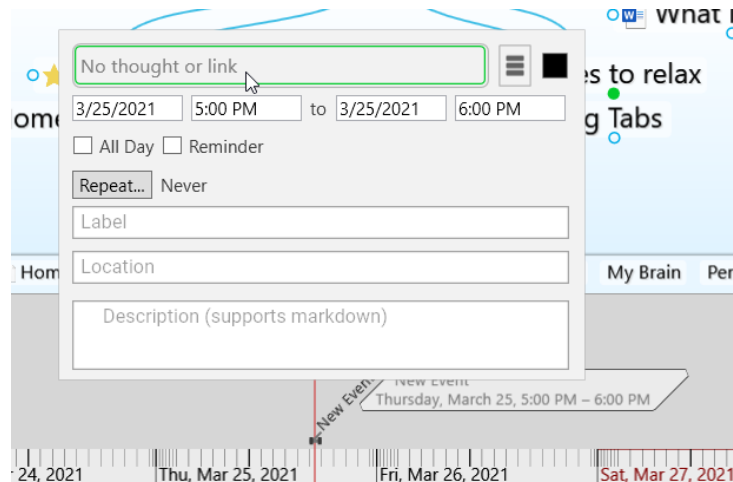 What
No thought or link
to relax
3/25/2021 5:00 PM to 3/25/2021 6:00 PM
g Tabs
All Day Reminder
Repeat... Never
Label
Location
Hom
My Brain Per
Description (supports markdown)
New Event
New Event
Thursday, March 25, 5:00 PM – 6:00 PM
24, 2021 Thu, Mar 25, 2021 Fri, Mar 26, 2021 Sat, Mar 27, 2021